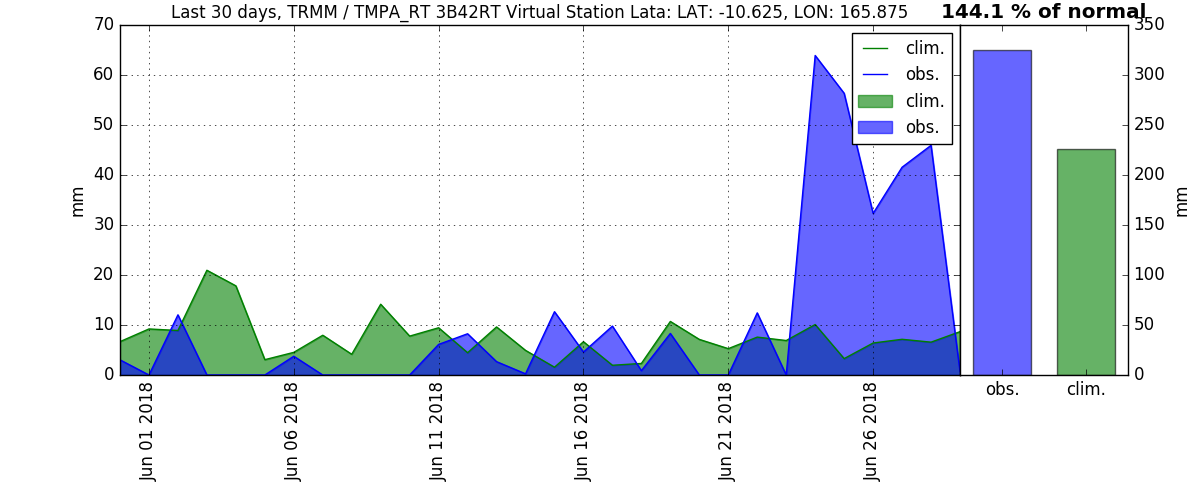 Last 30 days, TRMM / TMPA_RT 3B42RT Virtual Station Lata: LAT: -10.625, LON: 165.875
144.1 % of normal
70
60
50
40
30
20
10
0
mm
clim.
obs.
clim.
obs.
350
300
250
200
150
100
50
0
mm
Jun 01 2018
Jun 06 2018
Jun 11 2018
Jun 16 2018
Jun 21 2018
Jun 26 2018
obs.
clim.